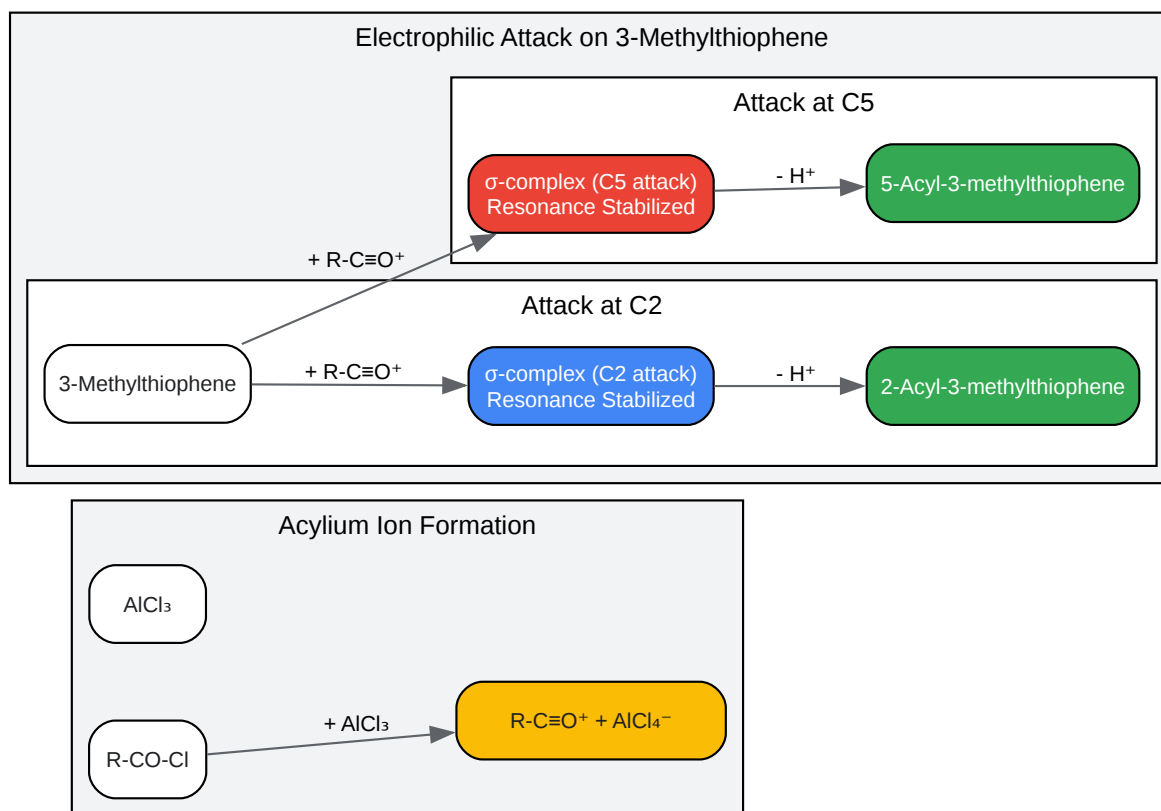 Electrophilic Attack on 3-Methylthiophene
Attack at C5
σ-complex (C5 attack)
Resonance Stabilized
- H⁺
5-Acyl-3-methylthiophene
+ R-C≡O⁺
Attack at C2
3-Methylthiophene
+ R-C≡O⁺
σ-complex (C2 attack)
Resonance Stabilized
- H⁺
2-Acyl-3-methylthiophene
Acylium Ion Formation
AlCl₃
R-CO-Cl
+ AlCl₃
R-C≡O⁺ + AlCl₄⁻